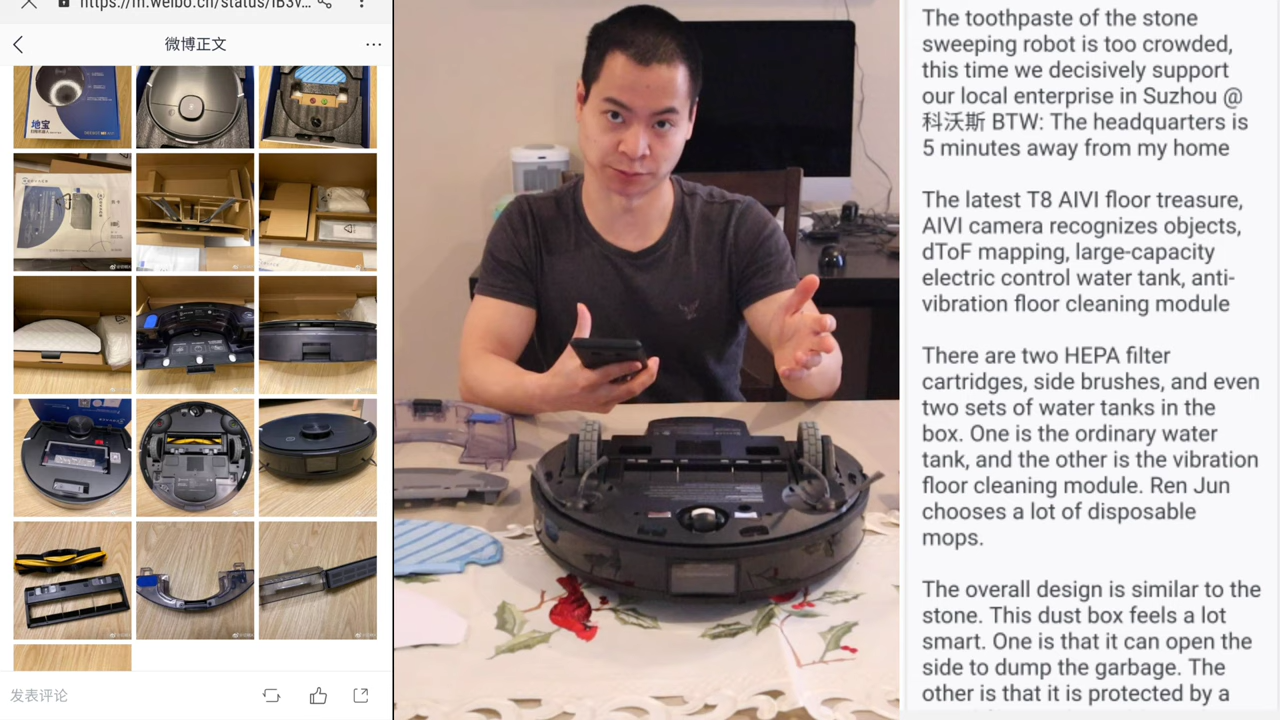 https://m.weibo.cn/status/IB3v...
微博正文
地宝
发表评论
The toothpaste of the stone
sweeping robot is too crowded,
this time we decisively support
our local enterprise in Suzhou @
科沃斯 BTW: The headquarters is
5 minutes away from my home
The latest T8 AIVI floor treasure,
AIVI camera recognizes objects,
dToF mapping, large-capacity
electric control water tank, anti-
vibration floor cleaning module
There are two HEPA filter
cartridges, side brushes, and even
two sets of water tanks in the
box. One is the ordinary water
tank, and the other is the vibration
floor cleaning module. Ren Jun
chooses a lot of disposable
mops.
The overall design is similar to the
stone. This dust box feels a lot
smart. One is that it can open the
side to dump the garbage. The
other is that it is protected by a